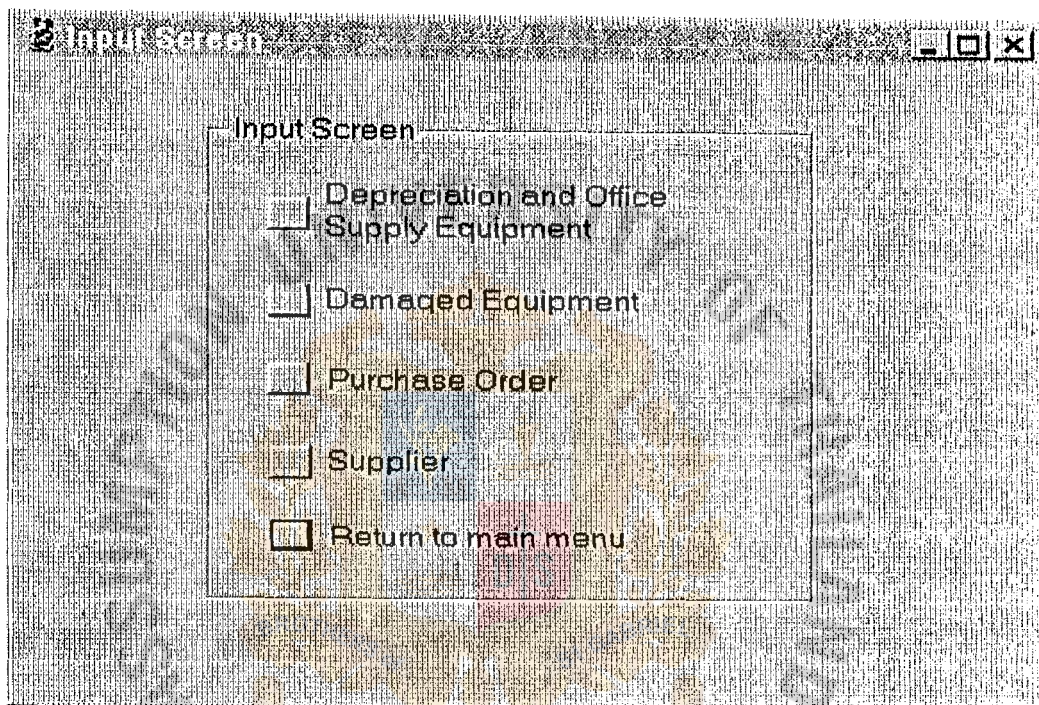 Input Screen
Input Screen
Depreciation and Office
Supply Equipment
Damaged Equipment
Purchase Order
Supplier
Return to main menu